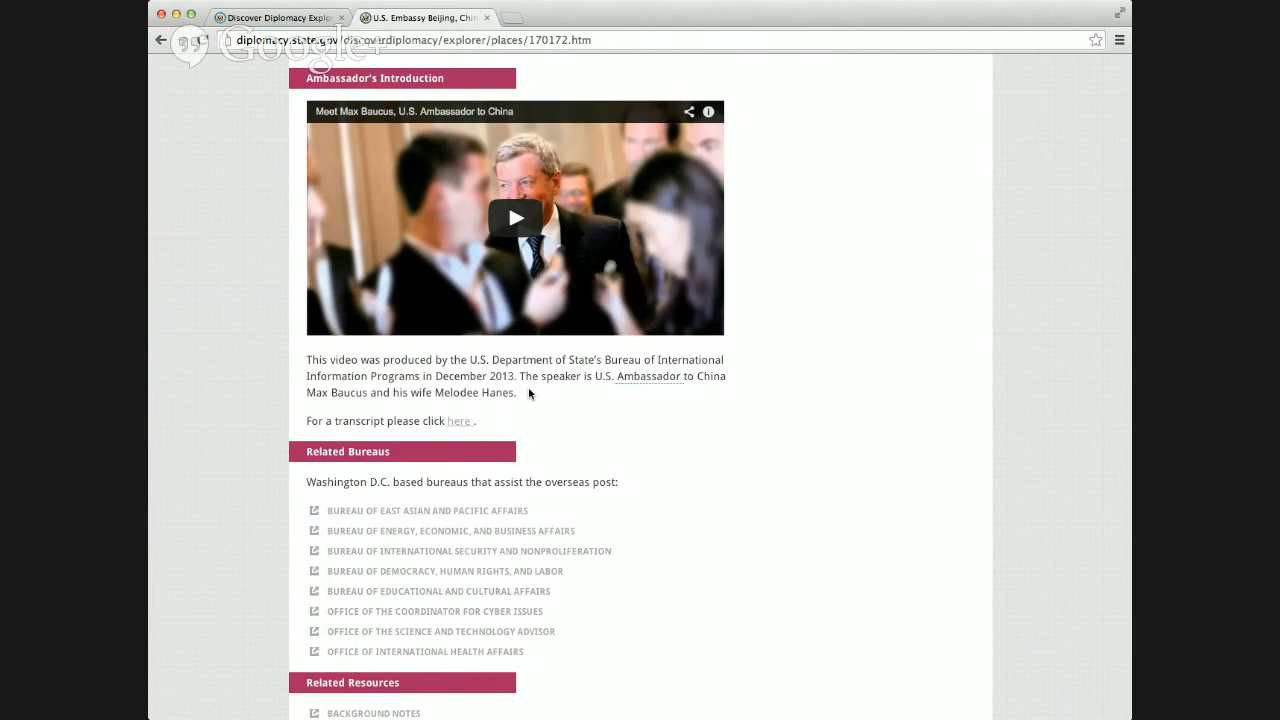 Discover Diplomacy Explor
U.S. Embassy Beijing, Chin
Google+
diplomacy.state.gov/discoverdiplomacy/explorer/places/170172.htm
Ambassador's Introduction
Meet Max Baucus, U.S. Ambassador to China
This video was produced by the U.S. Department of State's Bureau of International
Information Programs in December 2013. The speaker is U.S. Ambassador to China
Max Baucus and his wife Melodee Hanes.
For a transcript please click here .
Related Bureaus
Washington D.C. based bureaus that assist the overseas post:
BUREAU OF EAST ASIAN AND PACIFIC AFFAIRS
BUREAU OF ENERGY, ECONOMIC, AND BUSINESS AFFAIRS
BUREAU OF INTERNATIONAL SECURITY AND NONPROLIFERATION
BUREAU OF DEMOCRACY, HUMAN RIGHTS, AND LABOR
BUREAU OF EDUCATIONAL AND CULTURAL AFFAIRS
OFFICE OF THE COORDINATOR FOR CYBER ISSUES
OFFICE OF THE SCIENCE AND TECHNOLOGY ADVISOR
OFFICE OF INTERNATIONAL HEALTH AFFAIRS
Related Resources
BACKGROUND NOTES